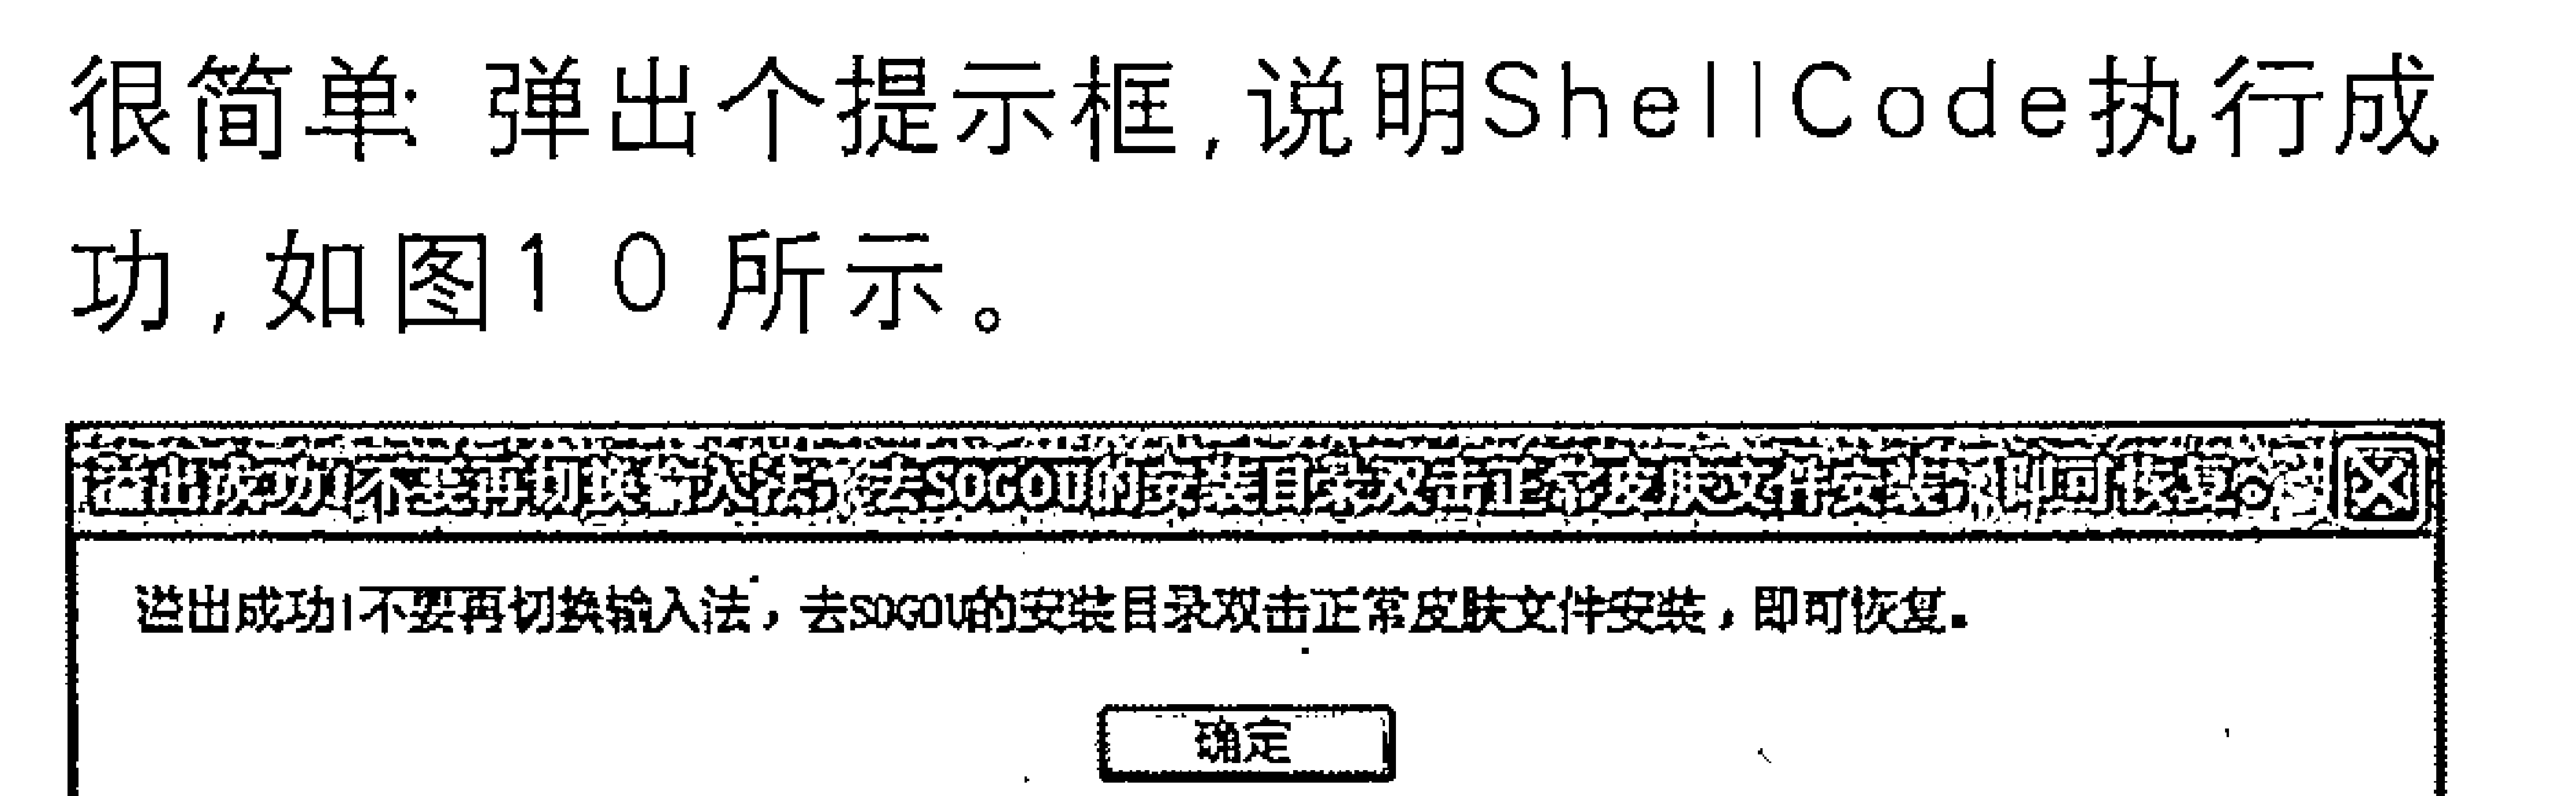 很简单 弹出个提示框,说明ShellCode执行成
功,如图10所示。
溢出成功!不要再切换输入法,去SOGOU的安装目录双击正常皮肤文件安装,即可恢复。
溢出成功!不要再切换输入法,去SOGOU的安装目录双击正常皮肤文件安装,即可恢复。
确定